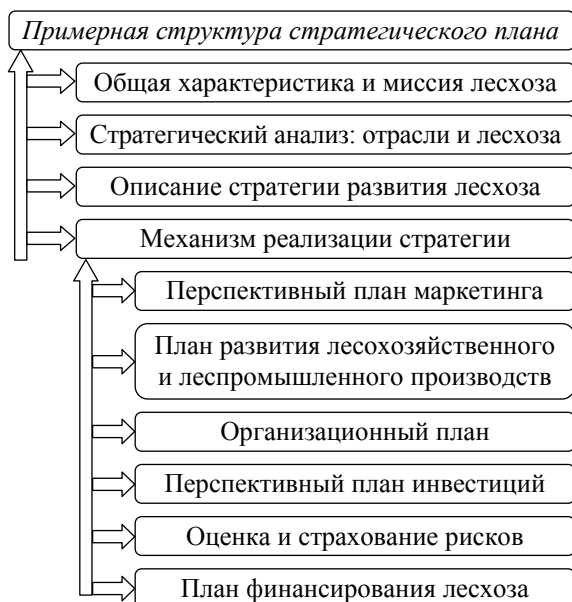 Примерная структура стратегического плана
Общая характеристика и миссия лесхоза
Стратегический анализ: отрасли и лесхоза
Описание стратегии развития лесхоза
Механизм реализации стратегии
Перспективный план маркетинга
План развития лесохозяйственного
и леспромышленного производств
Организационный план
Перспективный план инвестиций
Оценка и страхование рисков
План финансирования лесхоза